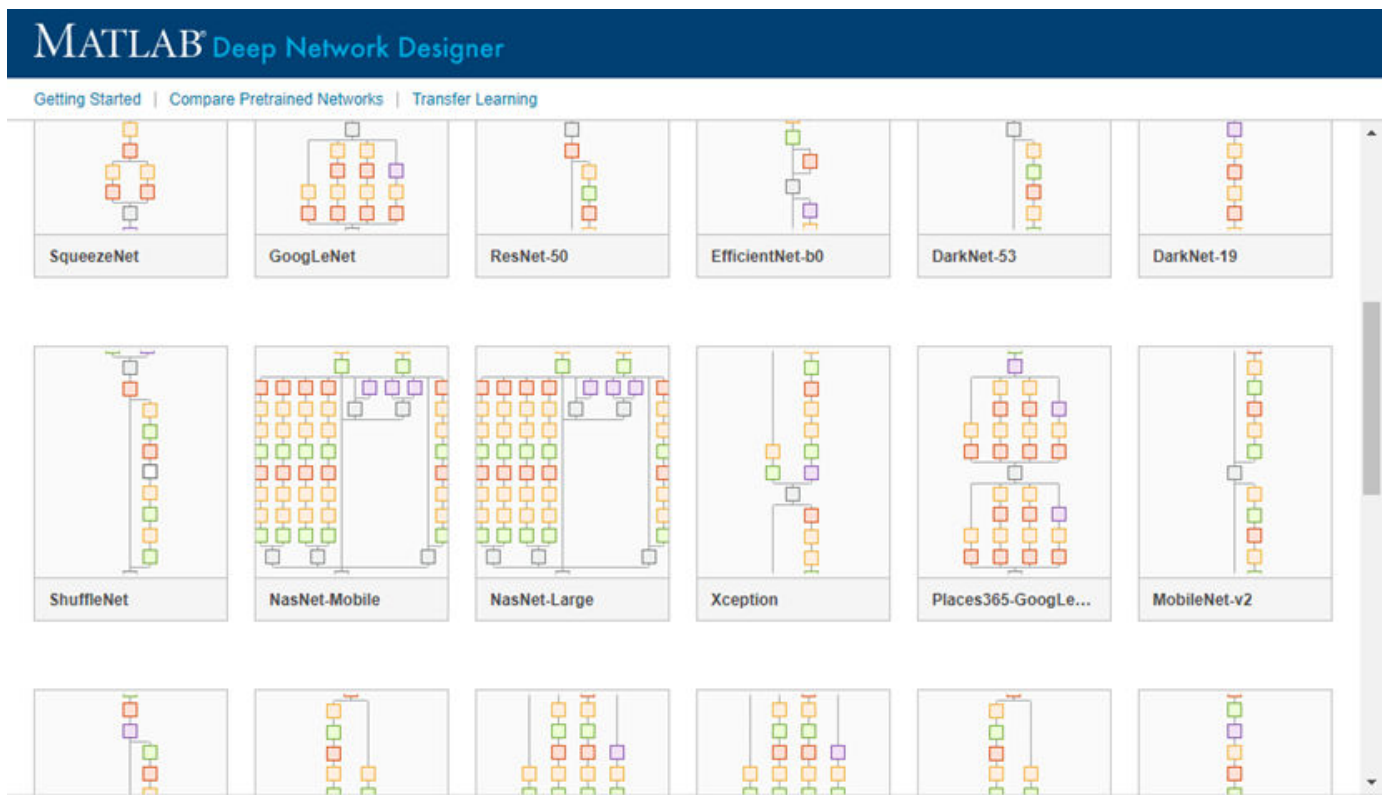 MATLAB® Deep Network Designer
Getting Started | Compare Pretrained Networks | Transfer Learning
SqueezeNet
GoogLeNet
ResNet-50
EfficientNet-b0
DarkNet-53
DarkNet-19
ShuffleNet
NasNet-Mobile
NasNet-Large
Xception
Places365-GoogLe...
MobileNet-v2